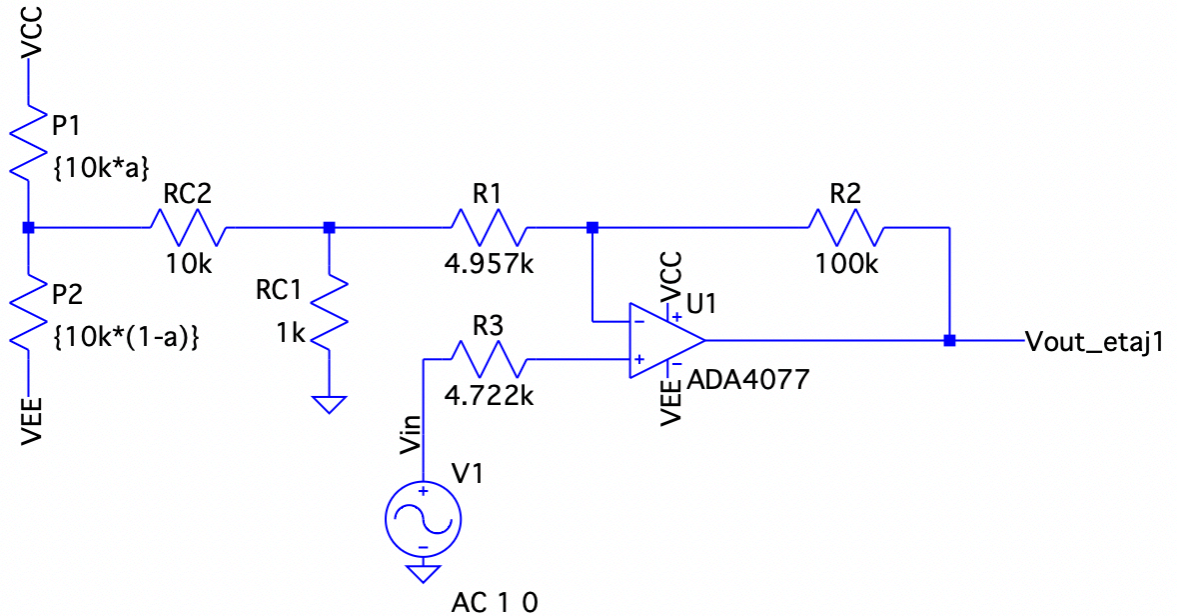 VCC
P1
{10k*a}
RC2
10k
R1
4.957k
R2
100k
P2
{10k*(1-a)}
VEE
RC1
1k
R3
4.722k
VCC
U1
- +
+ -
VEE
ADA4077
Vout_etaj1
Vin
V1
+
-
AC 1 0